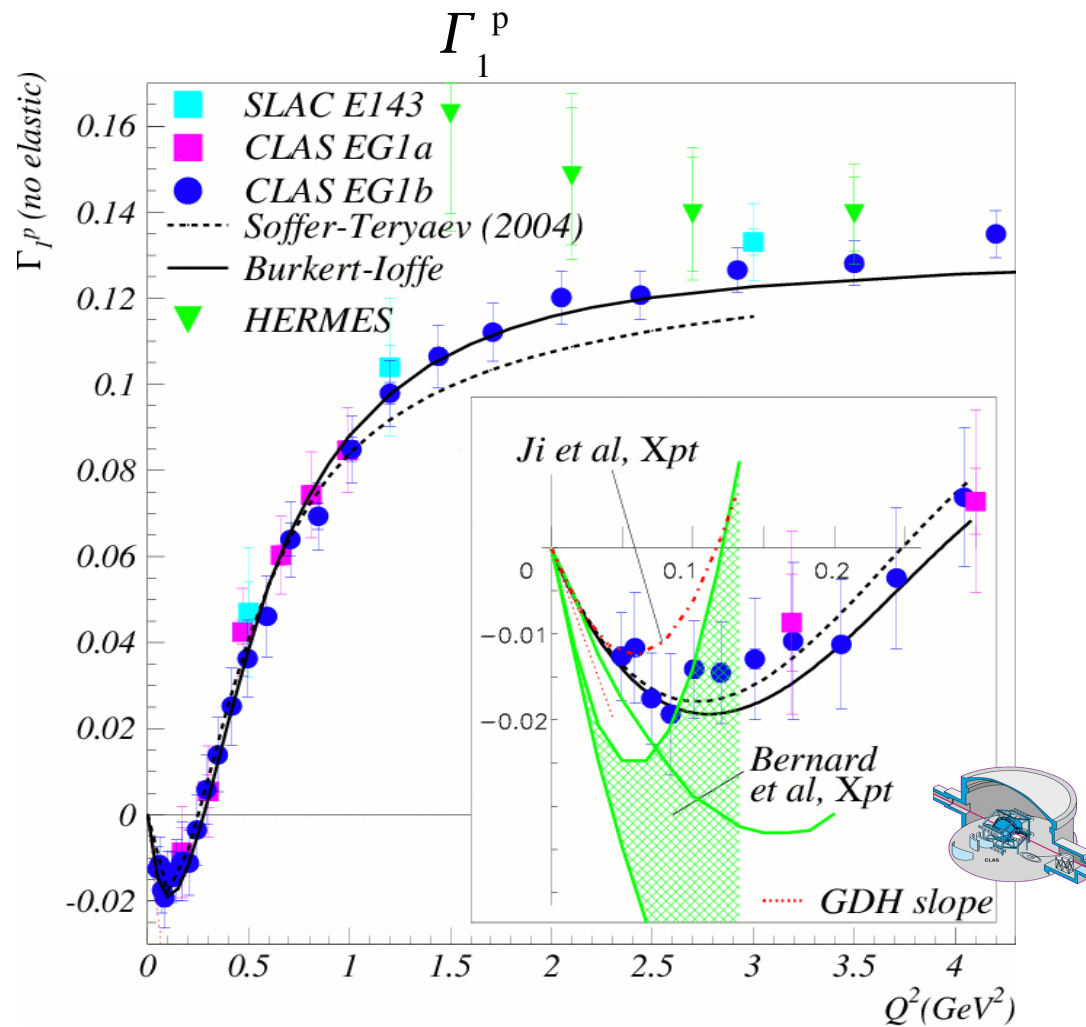 Γ₁ᵖ
Γ₁ᵖ (no elastic)
SLAC E143
CLAS EG1a
CLAS EG1b
Soffer-Teryaev (2004)
Burkert-Ioffe
HERMES
0.16
0.14
0.12
0.1
0.08
0.06
0.04
0.02
0
-0.02
Ji et al, Χpt
0
0.1
0.2
−0.01
−0.02
Bernard
et al, Χpt
GDH slope
CLAS
0
0.5
1
1.5
2
2.5
3
3.5
4
Q²(GeV²)